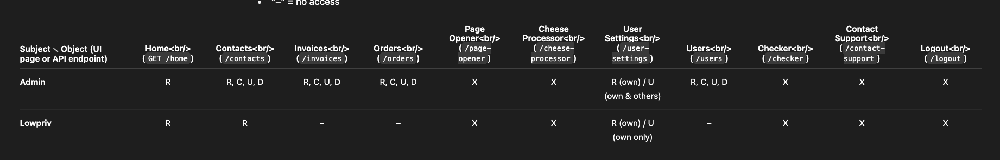 • "–" = no access
Subject ⧵ Object (UI page or API endpoint) Home<br/> ( GET /home ) Contacts<br/> ( /contacts ) Invoices<br/> ( /invoices ) Orders<br/> ( /orders ) Page Opener<br/> ( /page-opener ) Cheese Processor<br/> ( /cheese-processor ) User Settings<br/> ( /user-settings ) Users<br/> ( /users ) Checker<br/> ( /checker ) Contact Support<br/> ( /contact-support ) Logout<br/> ( /logout )
Admin R R, C, U, D R, C, U, D R, C, U, D X X R (own) / U (own & others) R, C, U, D X X X
Lowpriv R R – – X X R (own) / U (own only) – X X X